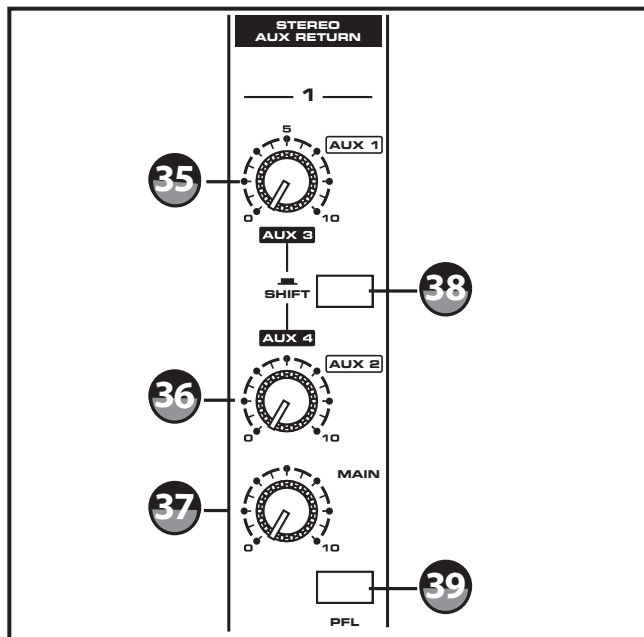 STEREO
AUX RETURN
1
5
AUX 1
35
0
10
AUX 3
38
SHIFT
AUX 4
AUX 2
36
0
10
MAIN
37
0
10
39
PFL